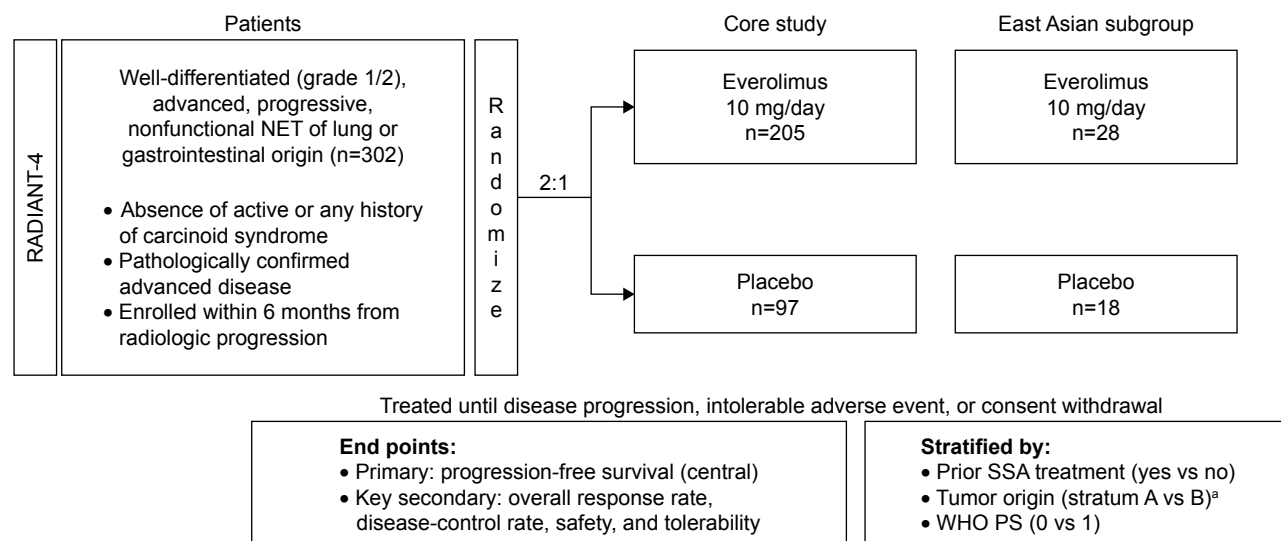 Patients
Core study
East Asian subgroup
RADIANT-4
Well-differentiated (grade 1/2),
advanced, progressive,
nonfunctional NET of lung or
gastrointestinal origin (n=302)
• Absence of active or any history
of carcinoid syndrome
• Pathologically confirmed
advanced disease
• Enrolled within 6 months from
radiologic progression
Randomize
2:1
Everolimus
10 mg/day
n=205
Everolimus
10 mg/day
n=28
Placebo
n=97
Placebo
n=18
Treated until disease progression, intolerable adverse event, or consent withdrawal
End points:
• Primary: progression-free survival (central)
• Key secondary: overall response rate,
disease-control rate, safety, and tolerability
Stratified by:
• Prior SSA treatment (yes vs no)
• Tumor origin (stratum A vs B)ᵃ
• WHO PS (0 vs 1)